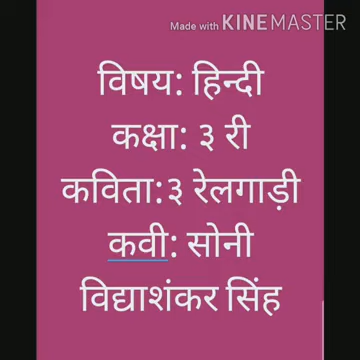 Made with KINEMASTER
विषय: हिन्दी
कक्षा: ३ री
कविता:३ रेलगाड़ी
कवी: सोनी
विद्याशंकर सिंह